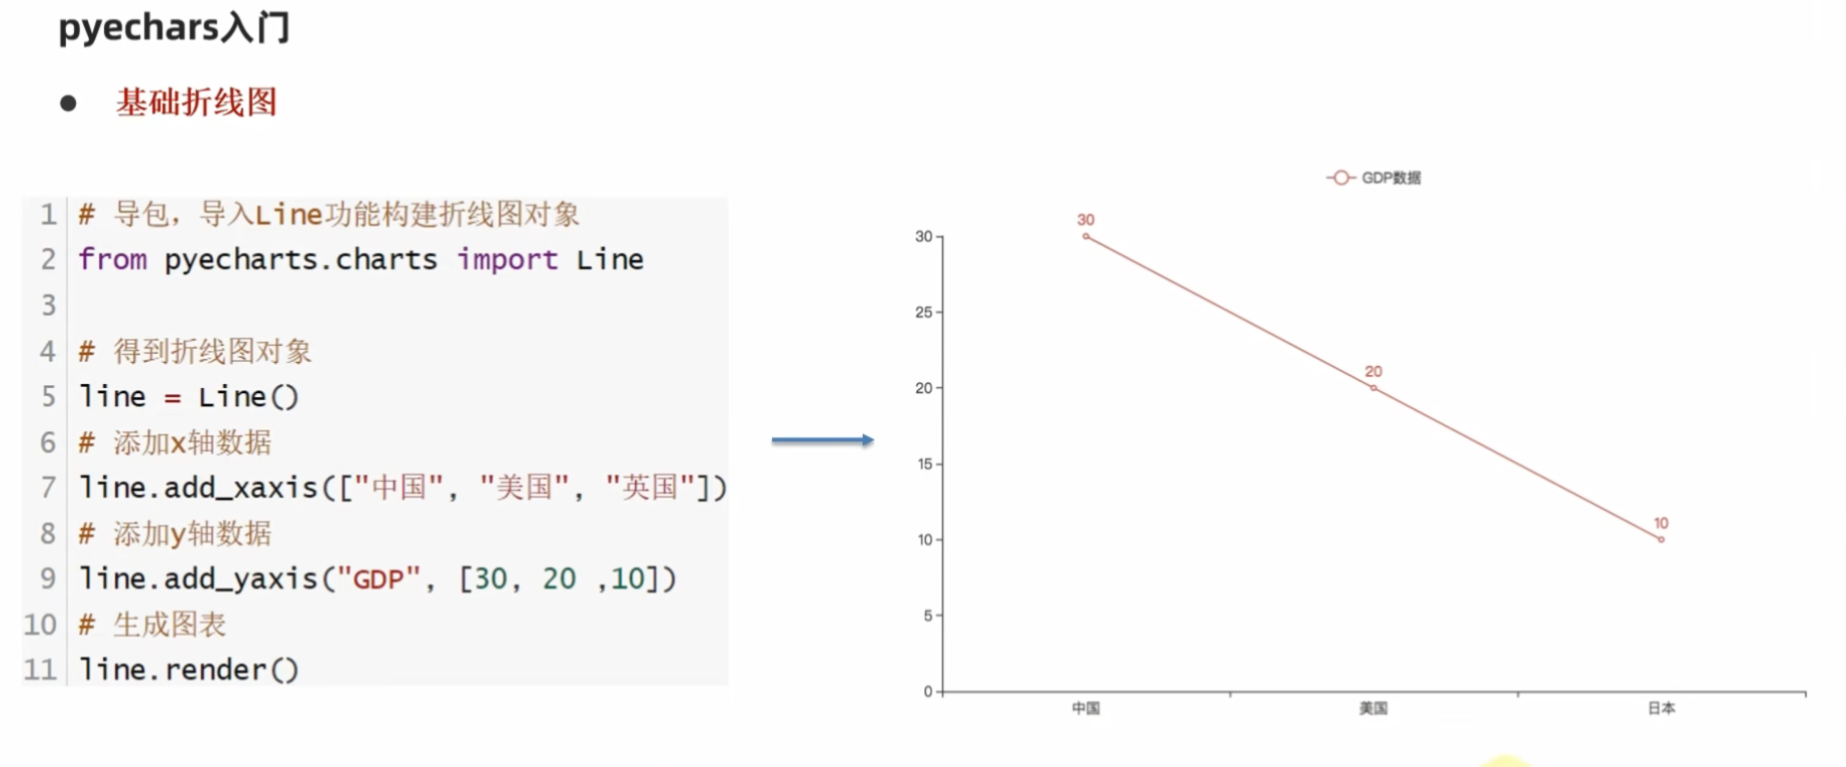 pyechars入门
● 基础折线图
1 # 导包，导入Line功能构建折线图对象
2 from pyecharts.charts import Line
3
4 # 得到折线图对象
5 line = Line()
6 # 添加x轴数据
7 line.add_xaxis(["中国", "美国", "英国"])
8 # 添加y轴数据
9 line.add_yaxis("GDP", [30, 20 ,10])
10 # 生成图表
11 line.render()
GDP数据
30
20
10
30
25
20
15
10
5
0
中国 美国 日本